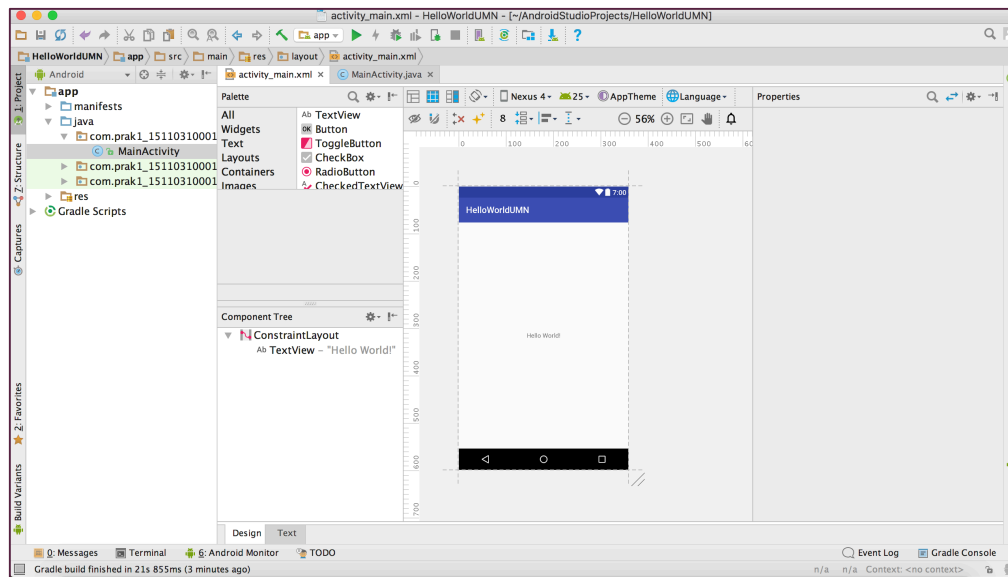 activity_main.xml - HelloWorldUMN - [~/AndroidStudioProjects/HelloWorldUMN]
app
HelloWorldUMN app src main res layout activity_main.xml
Android
activity_main.xml × MainActivity.java ×
1: Project
Z: Structure
Captures
2: Favorites
Build Variants
app
manifests
java
com.prak1_15110310001
MainActivity
com.prak1_15110310001
com.prak1_15110310001
res
Gradle Scripts
Palette
All
Widgets
Text
Layouts
Containers
Images
Ab TextView
OK Button
ToggleButton
CheckBox
RadioButton
CheckedTextView
Component Tree
ConstraintLayout
Ab TextView - "Hello World!"
Nexus 4 25 AppTheme Language
8 56%
Properties
0 100 200 300 400 500 60
0
100
200
300
400
500
600
700
7:00
HelloWorldUMN
Hello World!
Design Text
0: Messages Terminal 6: Android Monitor TODO Event Log Gradle Console
Gradle build finished in 21s 855ms (3 minutes ago) n/a n/a Context: <no context>